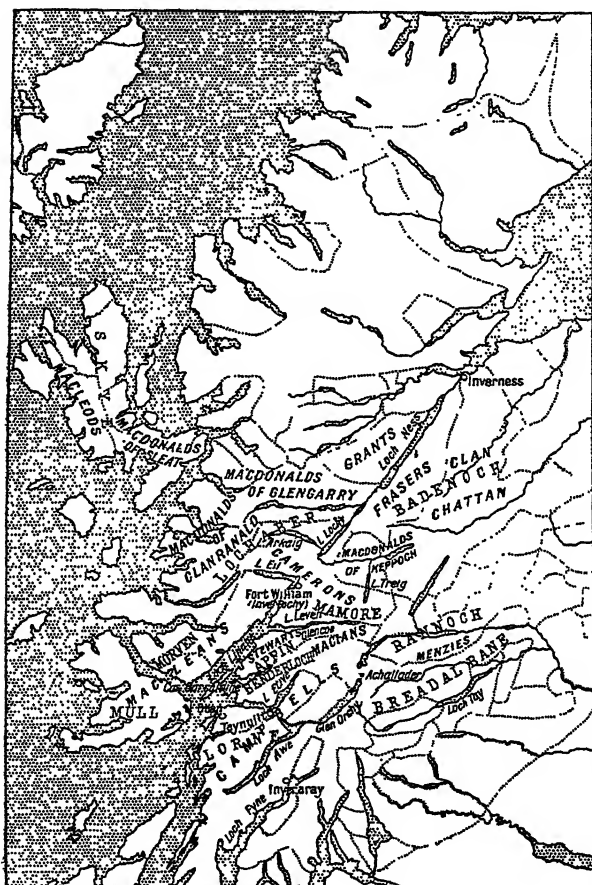 SKYE
MACLEODS
MACDONALDS
OF SLEAT
Inverness
GRANTS
Loch Ness
FRASERS
CLAN
CHATTAN
BADENOCH
MACDONALDS
OF GLENGARRY
MACDONALDS
OF
CLANRANALD
LOCHABER
L. Arkaig
L. Lochy
L. Eil
CAMERONS
MACDONALDS
OF KEPPOCH
L. Treig
Fort William
(Inverlochy)
MAMORE
L. Leven
Glencoe
MACIANS
STEWARTS
APPIN
BENDERLOCH
L. Etive
MORVEN
MACLEANS
MULL
RANNOCH
MENZIES
Achallader
BREADALBANE
Loch Tay
Glen Orchy
Taynuilt
LORN
CAMPBELLS
Loch Awe
Inveraray
Loch Fyne